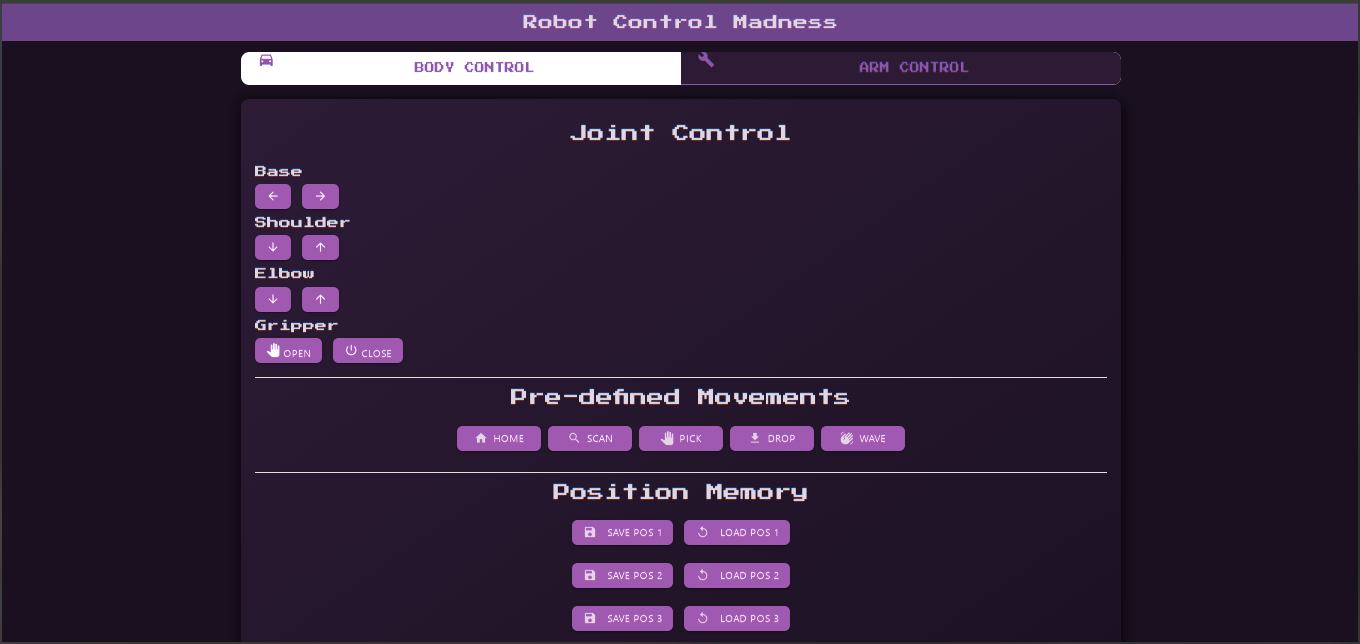 Robot Control Madness
BODY CONTROL
ARM CONTROL
Joint Control
Base
Shoulder
Elbow
Gripper
OPEN CLOSE
Pre-defined Movements
HOME SCAN PICK DROP WAVE
Position Memory
SAVE POS 1 LOAD POS 1
SAVE POS 2 LOAD POS 2
SAVE POS 3 LOAD POS 3